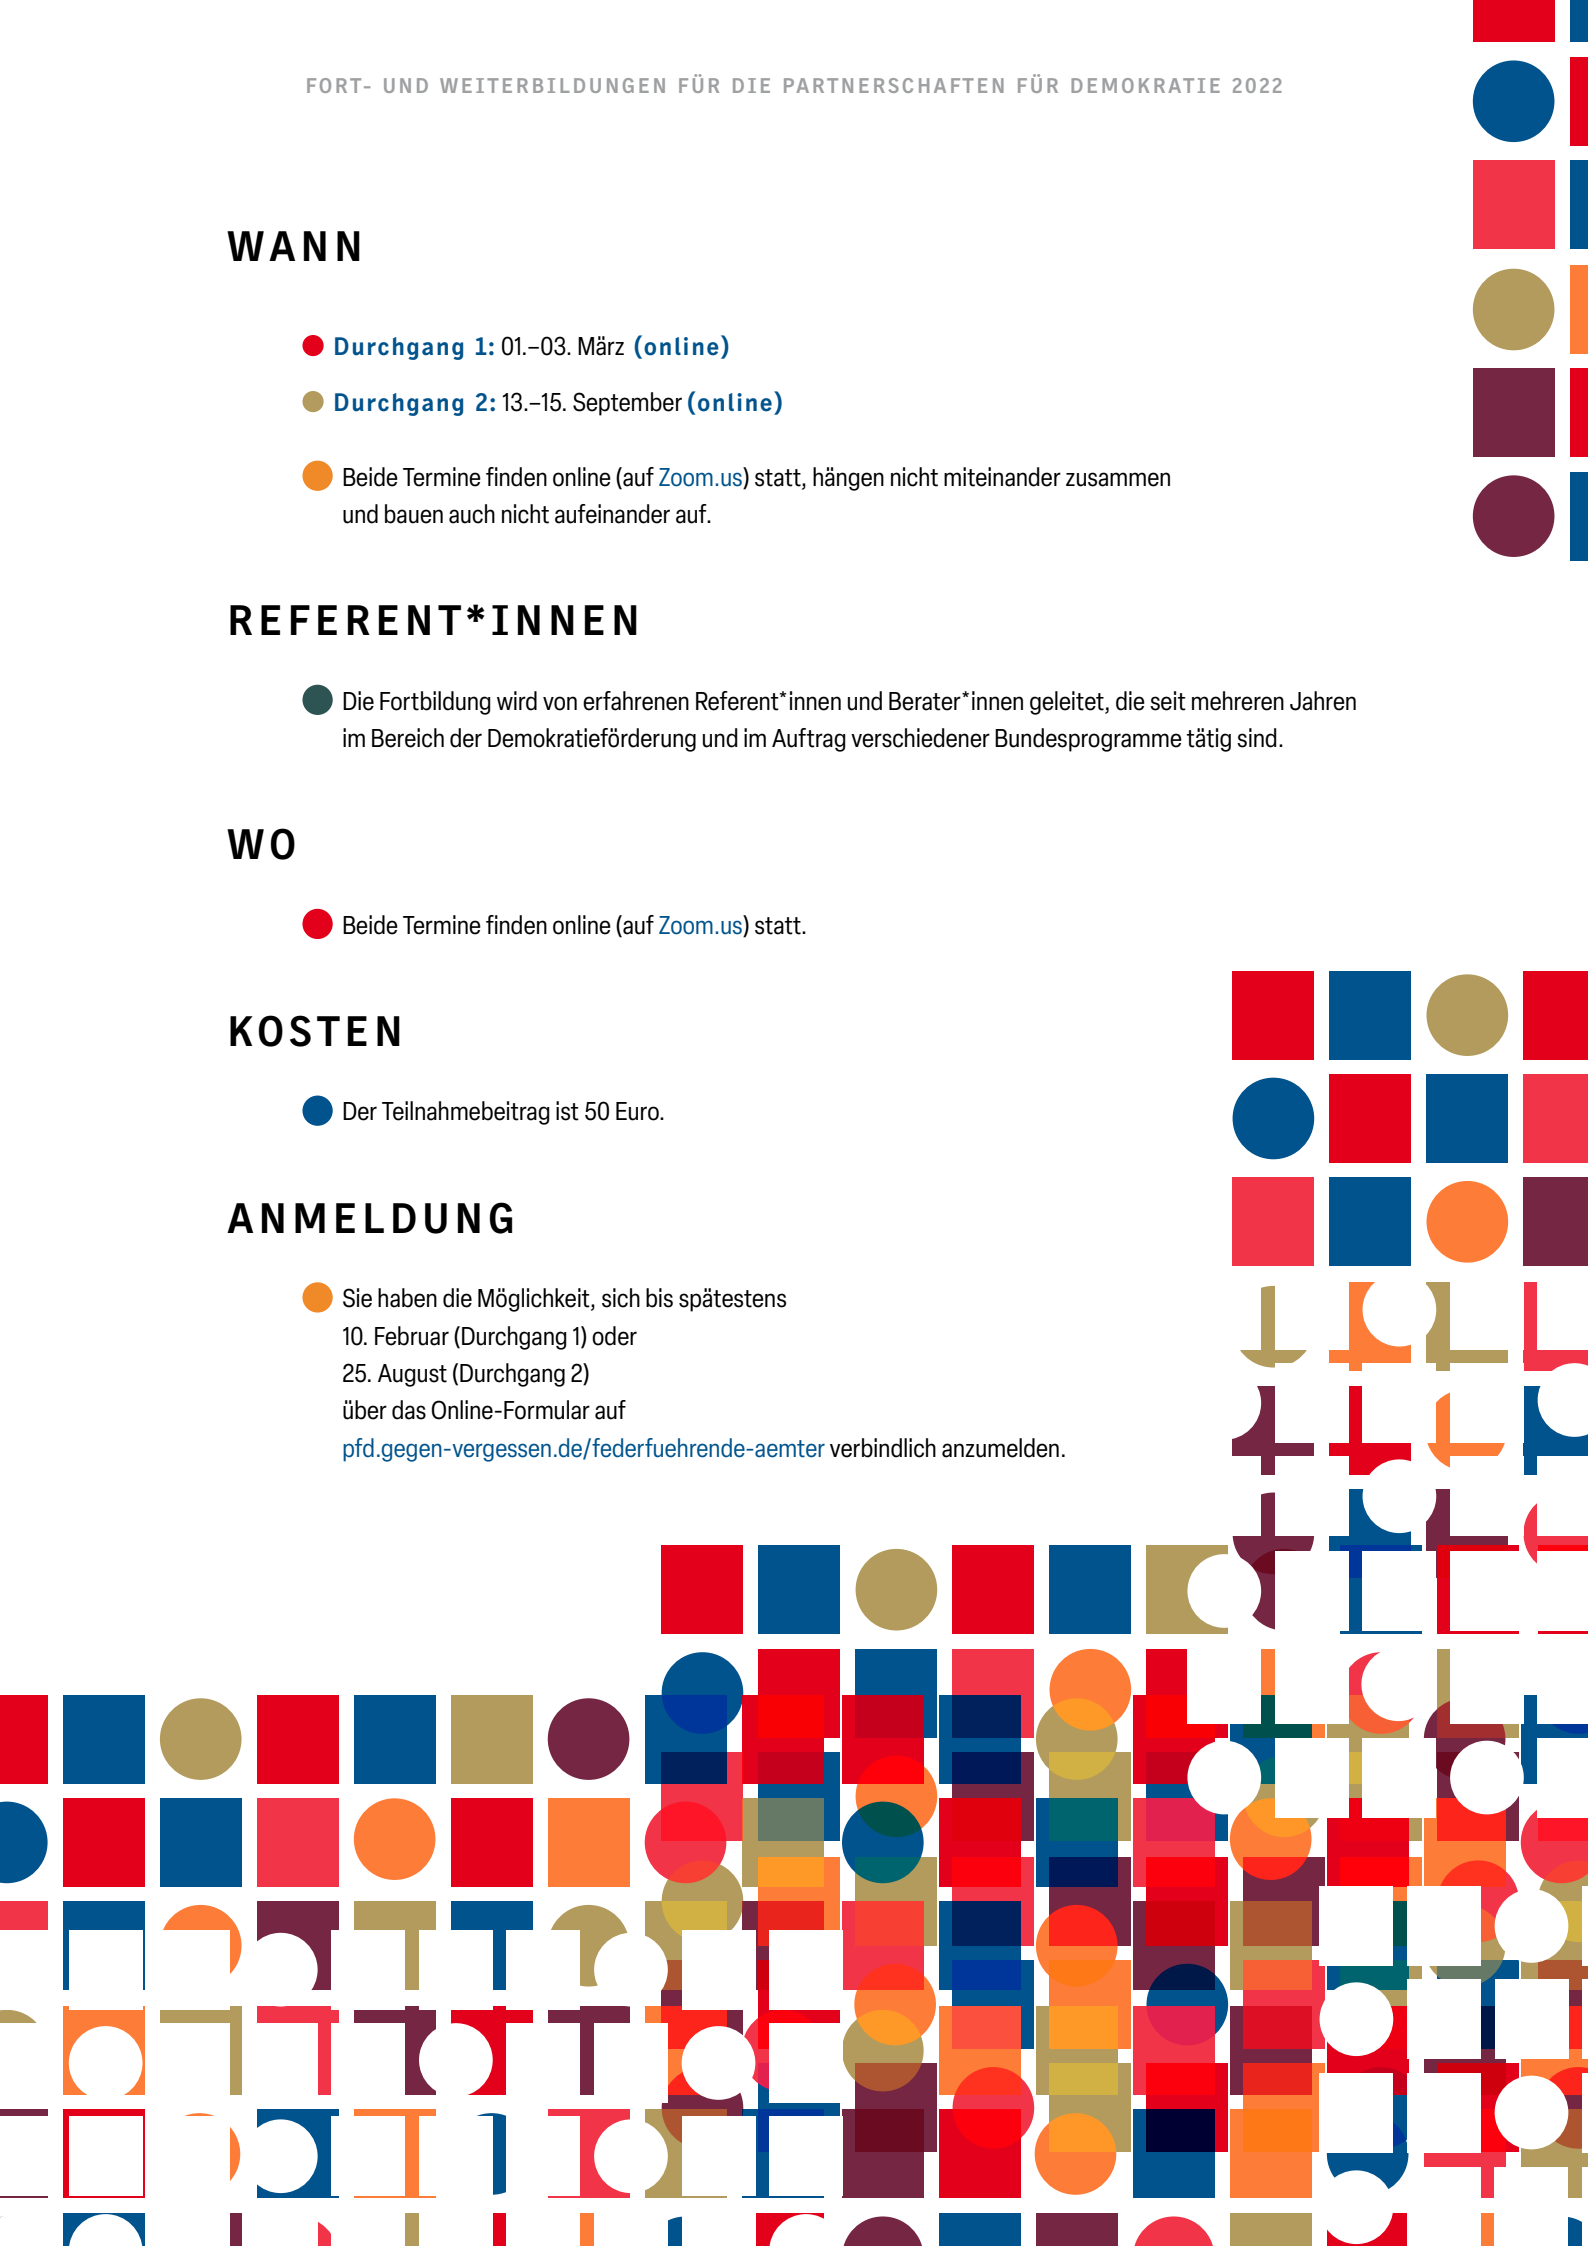 FORT- UND WEITERBILDUNGEN FÜR DIE PARTNERSCHAFTEN FÜR DEMOKRATIE 2022
WANN
Durchgang 1: 01.–03. März (online)
Durchgang 2: 13.–15. September (online)
Beide Termine finden online (auf Zoom.us) statt, hängen nicht miteinander zusammen
und bauen auch nicht aufeinander auf.
REFERENT*INNEN
Die Fortbildung wird von erfahrenen Referent*innen und Berater*innen geleitet, die seit mehreren Jahren
im Bereich der Demokratieförderung und im Auftrag verschiedener Bundesprogramme tätig sind.
WO
Beide Termine finden online (auf Zoom.us) statt.
KOSTEN
Der Teilnahmebeitrag ist 50 Euro.
ANMELDUNG
Sie haben die Möglichkeit, sich bis spätestens
10. Februar (Durchgang 1) oder
25. August (Durchgang 2)
über das Online-Formular auf
pfd.gegen-vergessen.de/federfuehrende-aemter verbindlich anzumelden.